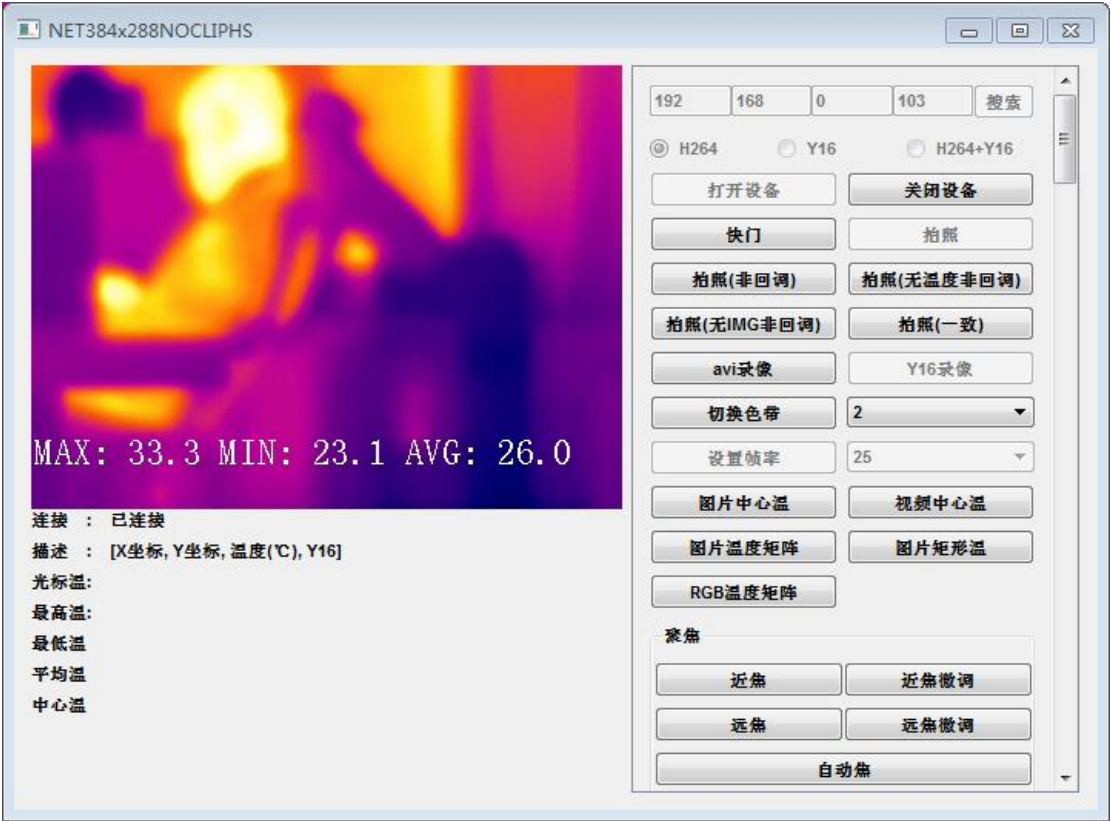 NET384x288NOCLIPHS
192 168 0 103 搜索
H264 Y16 H264+Y16
打开设备 关闭设备
快门 拍照
拍照(非回调) 拍照(无温度非回调)
拍照(无IMG非回调) 拍照(一致)
avi录像 Y16录像
切换色带 2
设置帧率 25
图片中心温 视频中心温
图片温度矩阵 图片矩形温
RGB温度矩阵
聚焦
近焦 近焦微调
远焦 远焦微调
自动焦
MAX: 33.3 MIN: 23.1 AVG: 26.0
连接 : 已连接
描述 : [X坐标, Y坐标, 温度(℃), Y16]
光标温:
最高温:
最低温
平均温
中心温